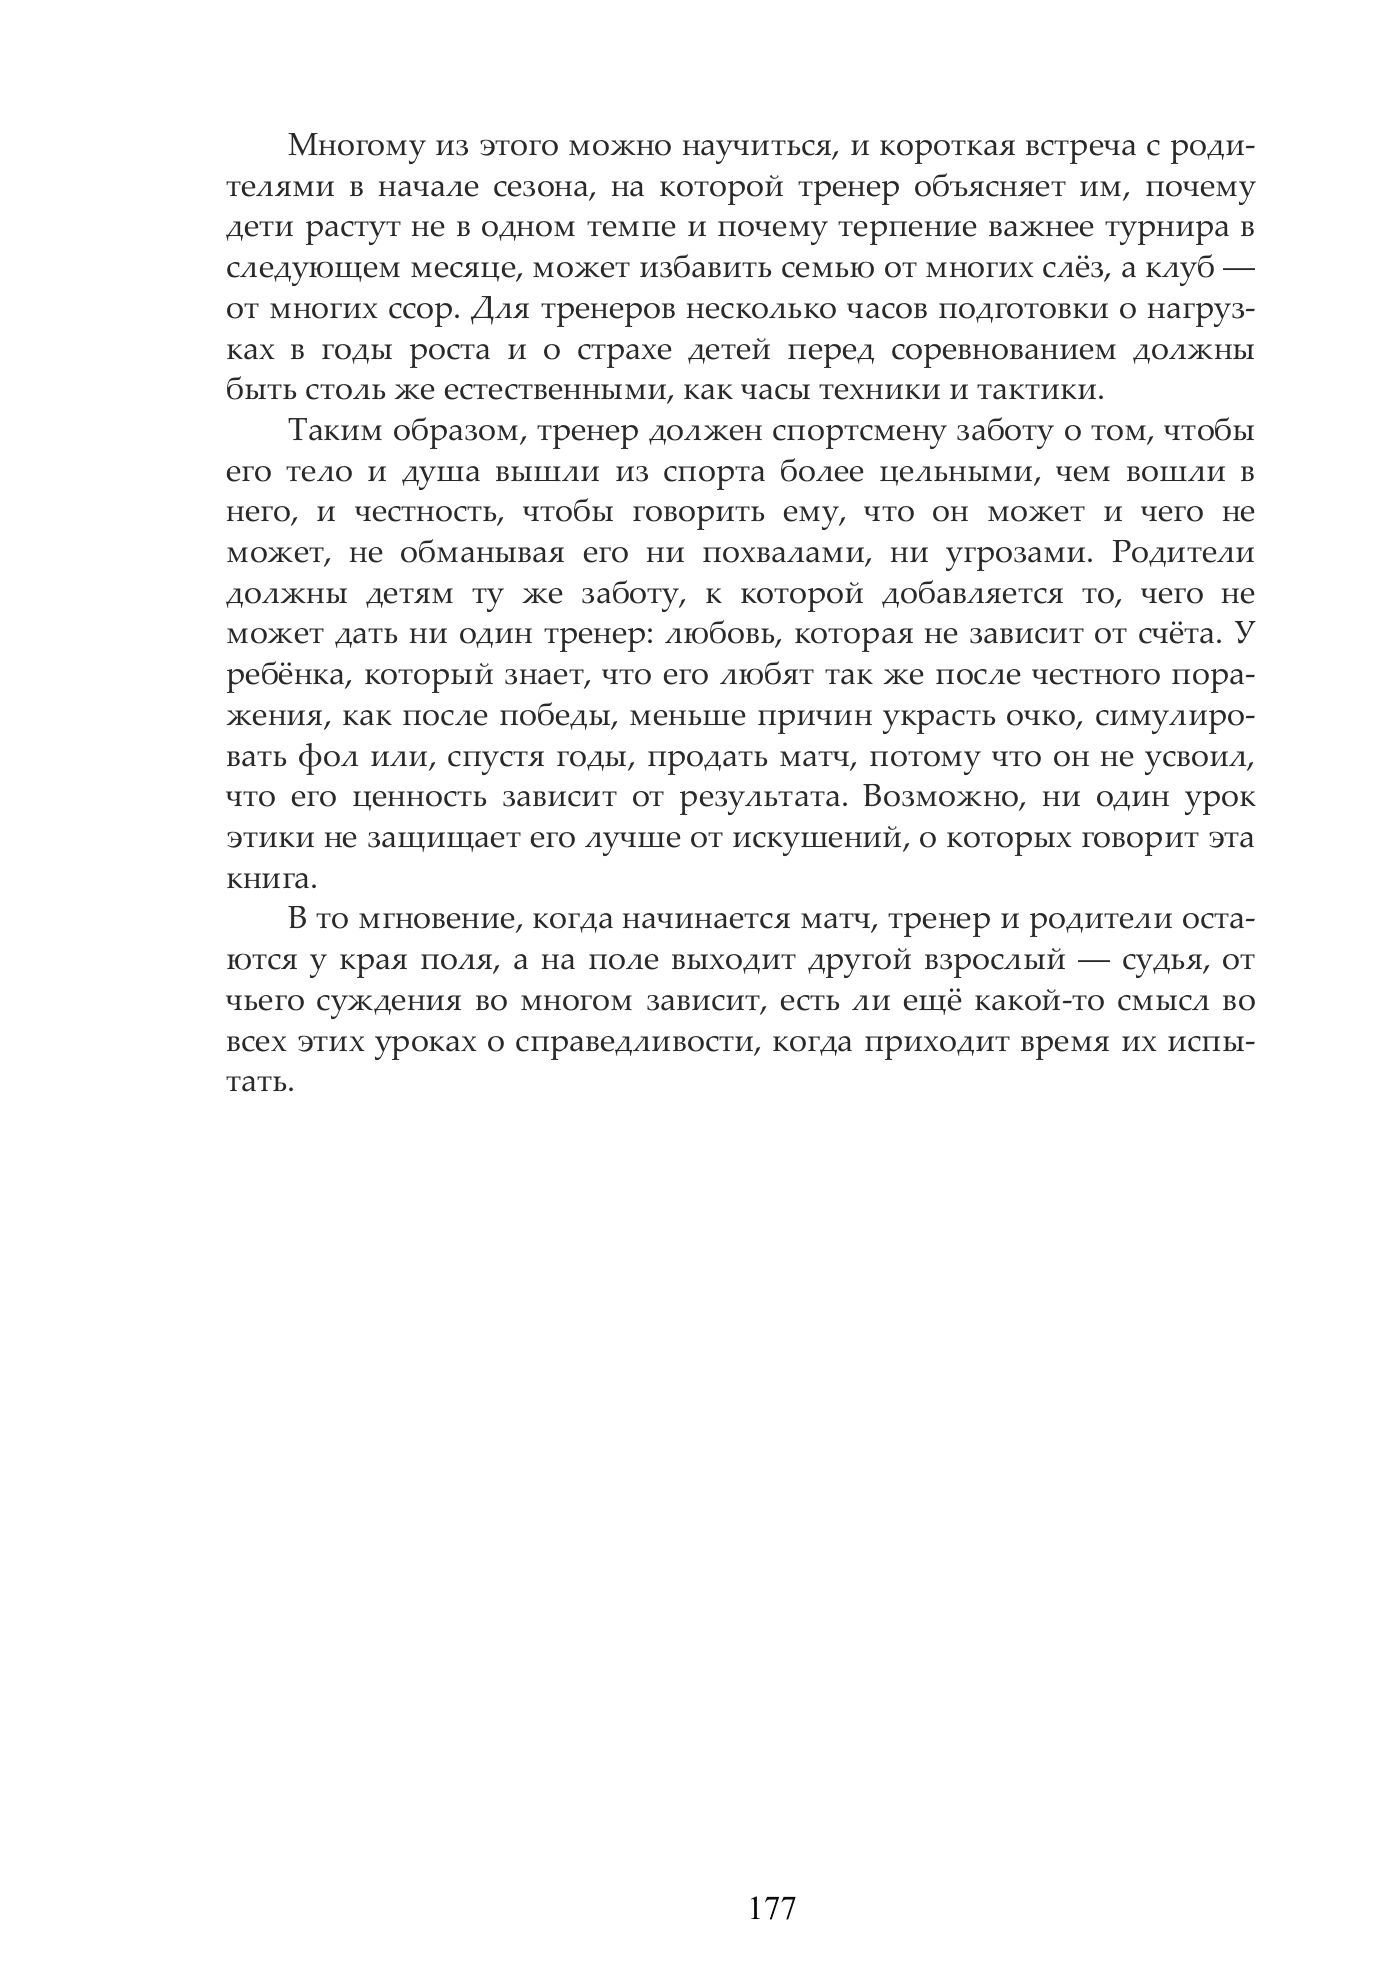 Многому из этого можно научиться, и короткая встреча с роди-
телями в начале сезона, на которой тренер объясняет им, почему
дети растут не в одном темпе и почему терпение важнее турнира в
следующем месяце, может избавить семью от многих слёз, а клуб —
от многих ссор. Для тренеров несколько часов подготовки о нагруз-
ках в годы роста и о страхе детей перед соревнованием должны
быть столь же естественными, как часы техники и тактики.
Таким образом, тренер должен спортсмену заботу о том, чтобы
его тело и душа вышли из спорта более цельными, чем вошли в
него, и честность, чтобы говорить ему, что он может и чего не
может, не обманывая его ни похвалами, ни угрозами. Родители
должны детям ту же заботу, к которой добавляется то, чего не
может дать ни один тренер: любовь, которая не зависит от счёта. У
ребёнка, который знает, что его любят так же после честного пора-
жения, как после победы, меньше причин украсть очко, симулиро-
вать фол или, спустя годы, продать матч, потому что он не усвоил,
что его ценность зависит от результата. Возможно, ни один урок
этики не защищает его лучше от искушений, о которых говорит эта
книга.
В то мгновение, когда начинается матч, тренер и родители оста-
ются у края поля, а на поле выходит другой взрослый — судья, от
чьего суждения во многом зависит, есть ли ещё какой-то смысл во
всех этих уроках о справедливости, когда приходит время их испы-
тать.
177